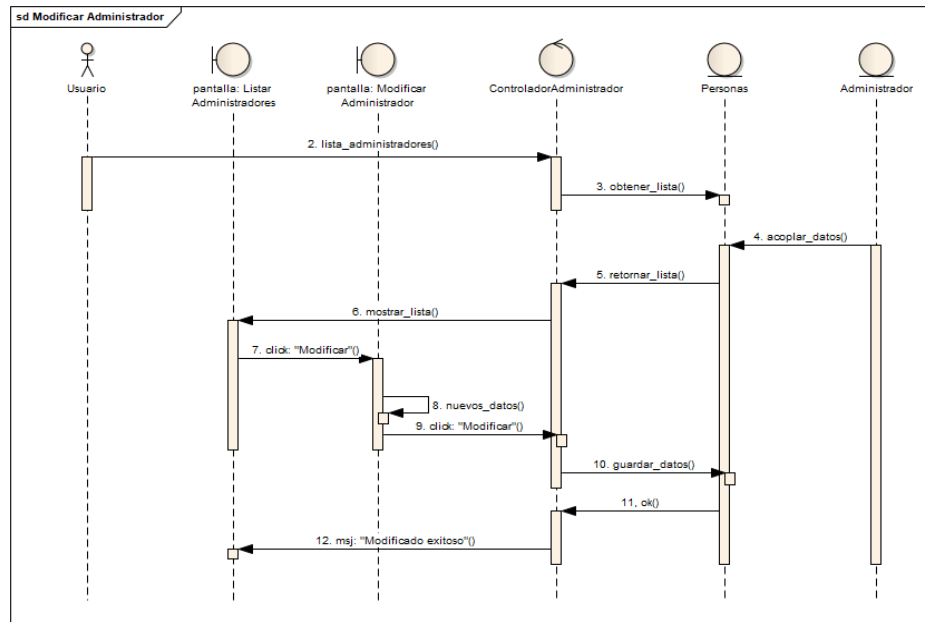 sd Modificar Administrador
Usuario
pantalla: Listar
Administradores
pantalla: Modificar
Administrador
ControladorAdministrador
Personas
Administrador
2. lista_administradores()
3. obtener_lista()
4. acoplar_datos()
5. retornar_lista()
6. mostrar_lista()
7. click: "Modificar"()
8. nuevos_datos()
9. click: "Modificar"()
10. guardar_datos()
11, ok()
12. msj: "Modificado exitoso"()